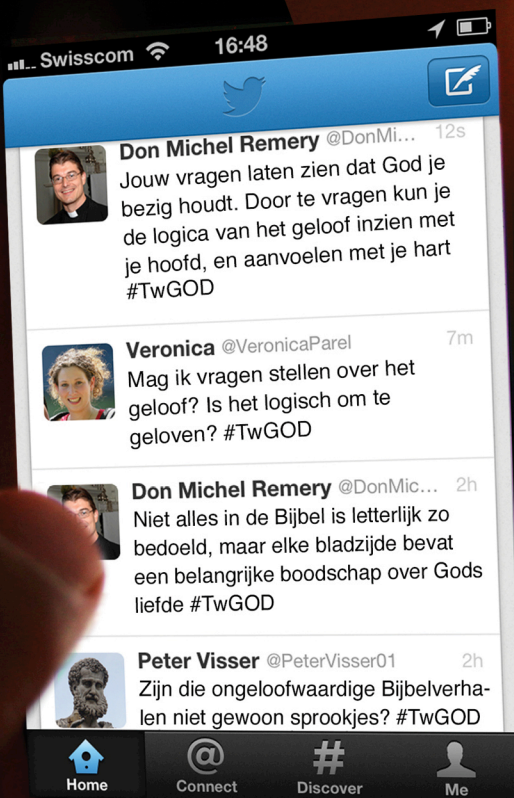 Swisscom
16:48
Don Michel Remery @DonMi... 12s
Jouw vragen laten zien dat God je
bezig houdt. Door te vragen kun je
de logica van het geloof inzien met
je hoofd, en aanvoelen met je hart
#TwGOD
Veronica @VeronicaParel 7m
Mag ik vragen stellen over het
geloof? Is het logisch om te
geloven? #TwGOD
Don Michel Remery @DonMic... 2h
Niet alles in de Bijbel is letterlijk zo
bedoeld, maar elke bladzijde bevat
een belangrijke boodschap over Gods
liefde #TwGOD
Peter Visser @PeterVisser01 2h
Zijn die ongeloofwaardige Bijbelverha-
len niet gewoon sprookjes? #TwGOD
Home
@
Connect
#
Discover
Me